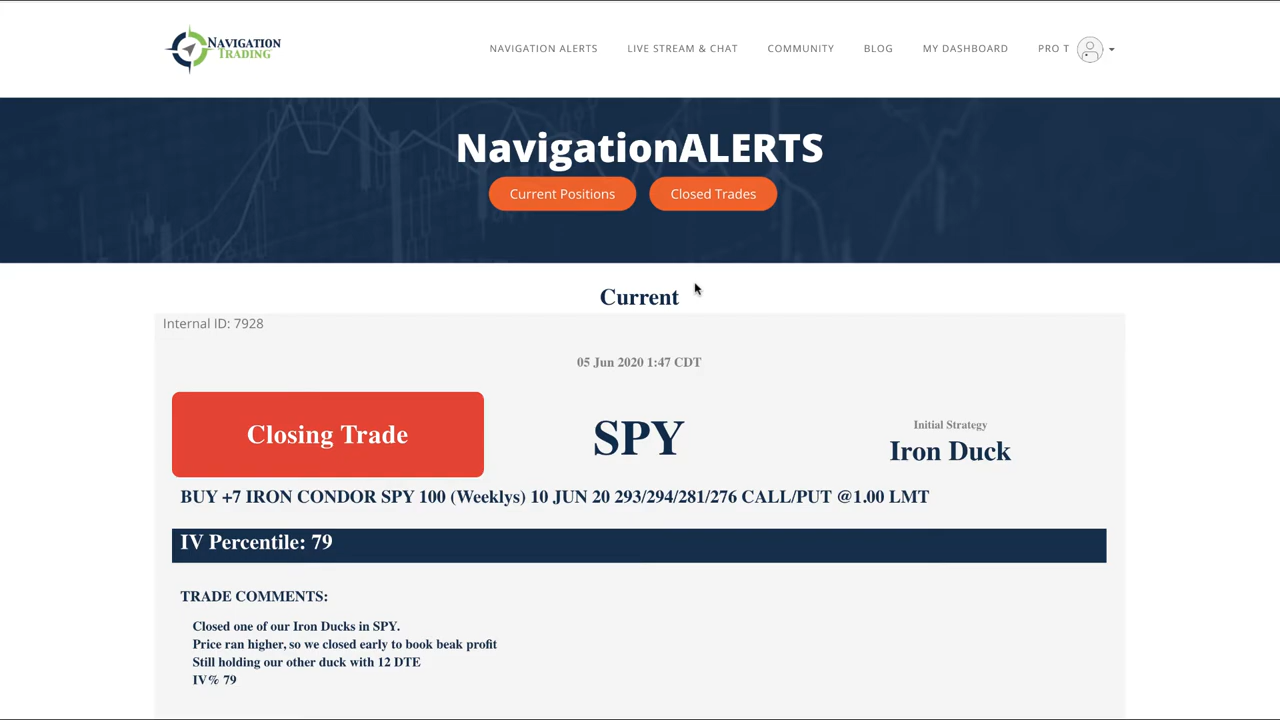 NAVIGATION
TRADING
NAVIGATION ALERTS LIVE STREAM & CHAT COMMUNITY BLOG MY DASHBOARD PRO T
NavigationALERTS
Current Positions Closed Trades
Current
Internal ID: 7928
05 Jun 2020 1:47 CDT
Closing Trade
SPY
Initial Strategy
Iron Duck
BUY +7 IRON CONDOR SPY 100 (Weeklys) 10 JUN 20 293/294/281/276 CALL/PUT @1.00 LMT
IV Percentile: 79
TRADE COMMENTS:
Closed one of our Iron Ducks in SPY.
Price ran higher, so we closed early to book beak profit
Still holding our other duck with 12 DTE
IV% 79